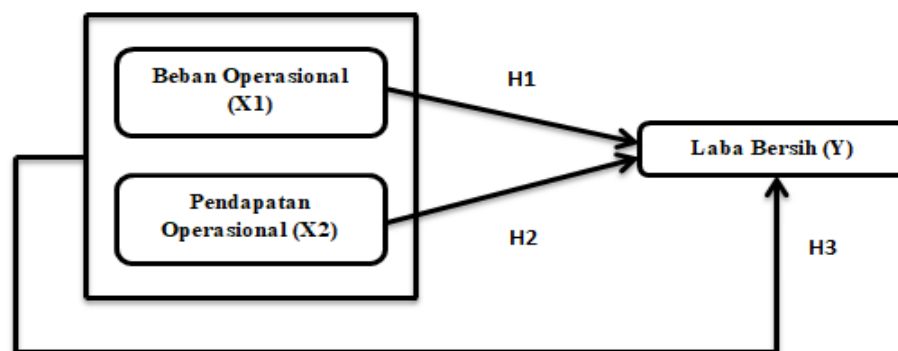 Beban Operasional
(X1)
H1
Laba Bersih (Y)
Pendapatan
Operasional (X2)
H2
H3